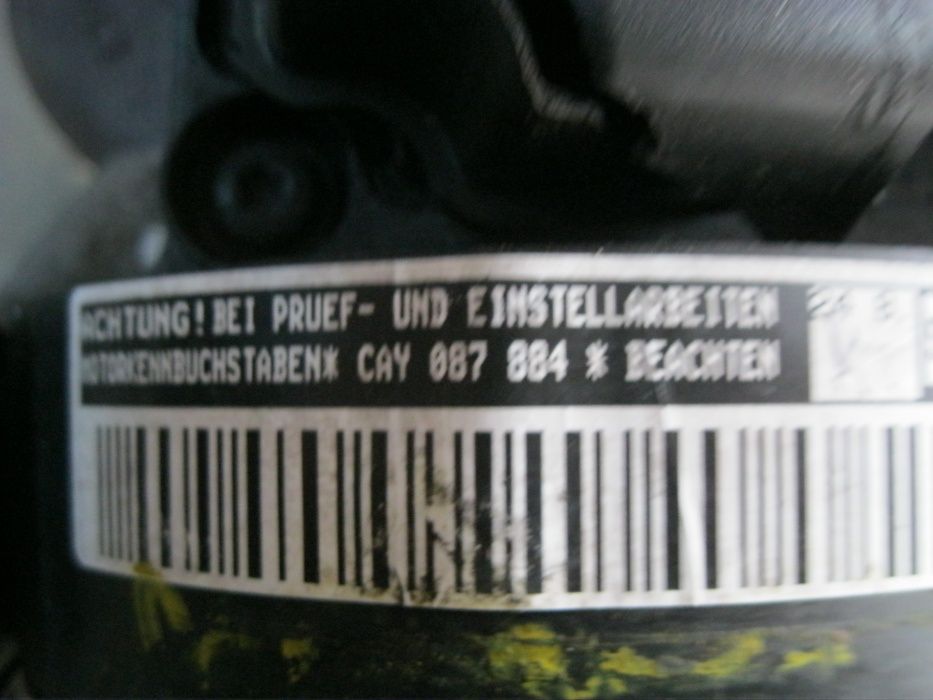 ACHTUNG! BEI PRUEF- UND EINSTELLARBEITEN
MOTORKENNBUCHSTABEN* CAY 087 884 * BEACHTEN